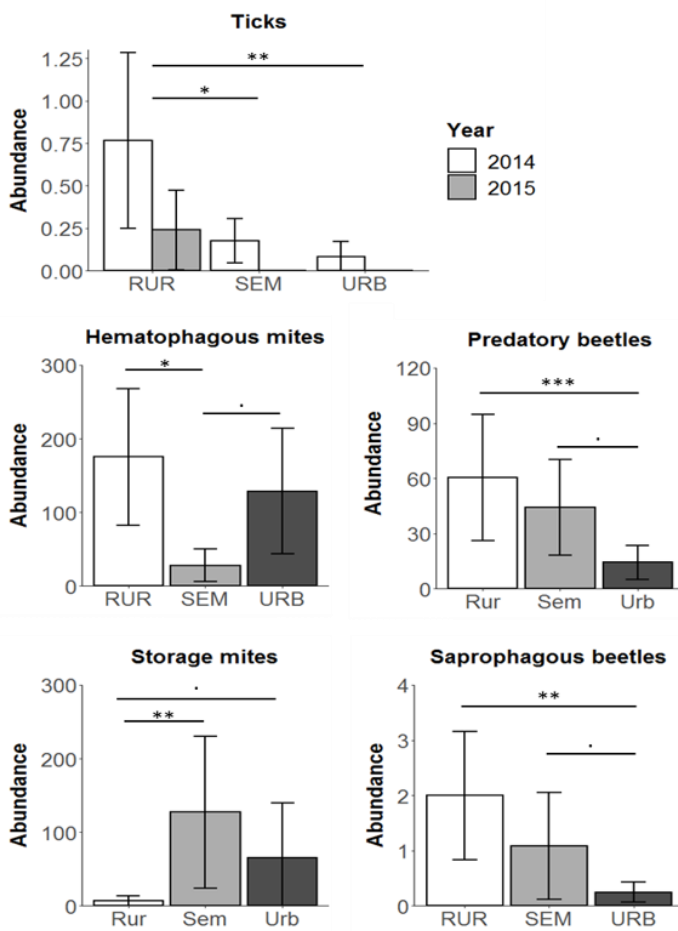 Ticks
Abundance
1.25
1.00
0.75
0.50
0.25
0.00
**
*
RUR SEM URB
Year
2014
2015
Hematophagous mites
Abundance
300
200
100
0
*
.
RUR SEM URB
Predatory beetles
Abundance
120
90
60
30
0
***
.
Rur Sem Urb
Storage mites
Abundance
300
200
100
0
.
**
Rur Sem Urb
Saprophagous beetles
Abundance
4
3
2
1
0
**
.
RUR SEM URB